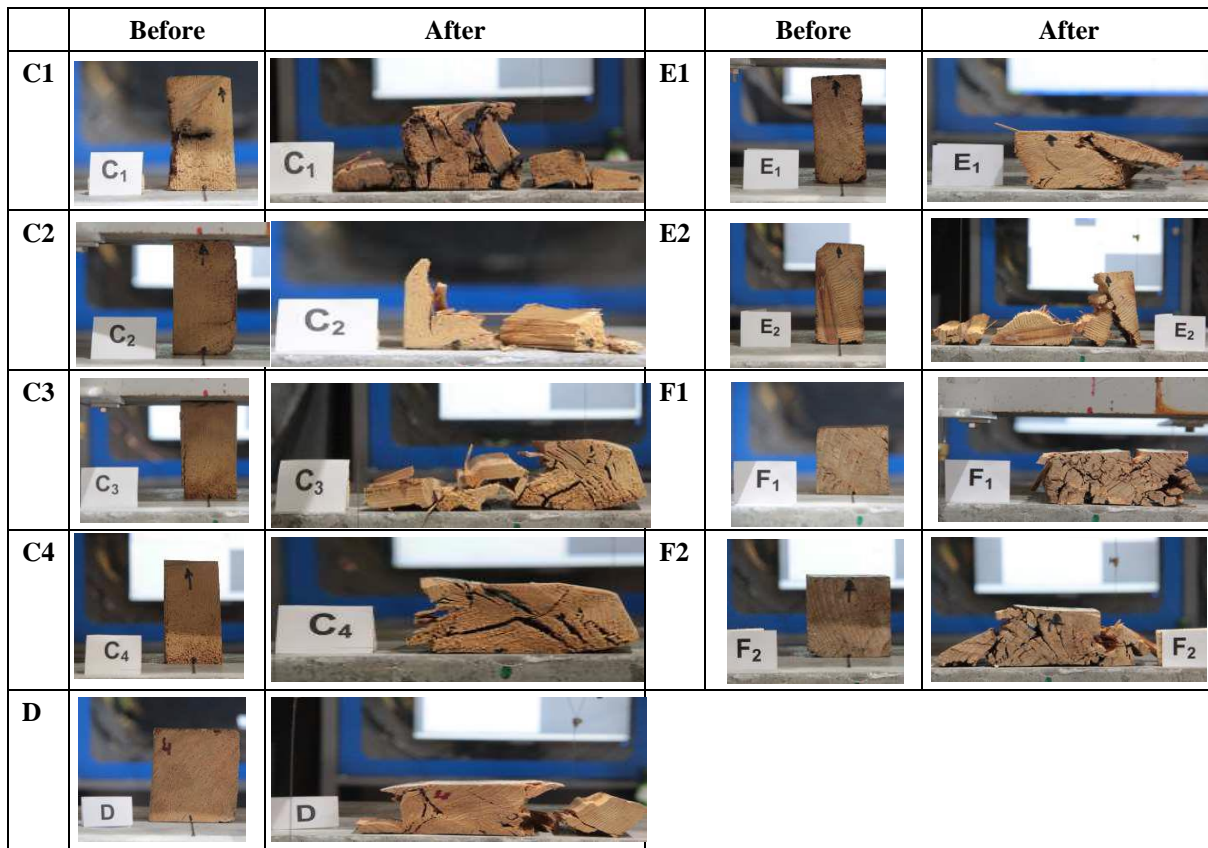 Before After Before After
C1 C₁ C₁ E1 E₁ E₁
C2 C₂ C₂ E2 E₂ E₂
C3 C₃ C₃ F1 F₁ F₁
C4 C₄ C₄ F2 F₂ F₂
D D D